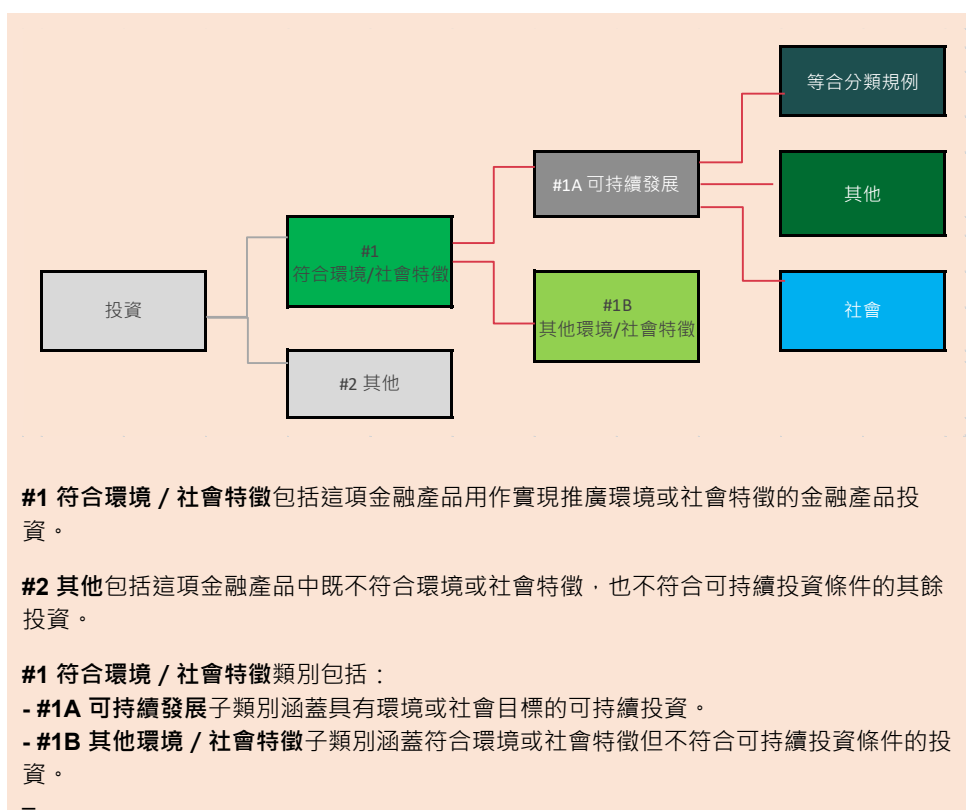 等合分類規例
#1A 可持續發展
其他
#1
符合環境/社會特徵
投資
#1B
其他環境/社會特徵
社會
#2 其他
#1 符合環境 / 社會特徵包括這項金融產品用作實現推廣環境或社會特徵的金融產品投
資。
#2 其他包括這項金融產品中既不符合環境或社會特徵，也不符合可持續投資條件的其餘
投資。
#1 符合環境 / 社會特徵類別包括：
- #1A 可持續發展子類別涵蓋具有環境或社會目標的可持續投資。
- #1B 其他環境 / 社會特徵子類別涵蓋符合環境或社會特徵但不符合可持續投資條件的投
資。
–